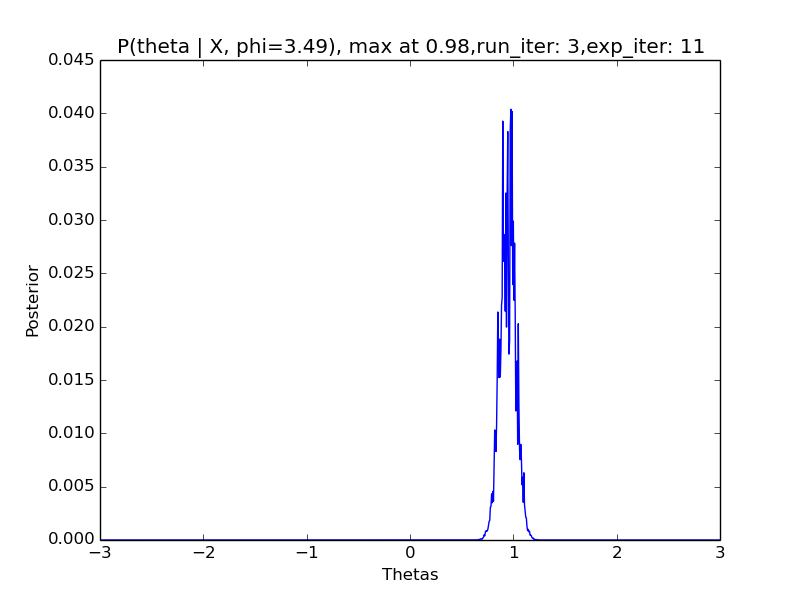 P(theta | X, phi=3.49), max at 0.98,run_iter: 3,exp_iter: 11
0.045
0.040
0.035
0.030
0.025
0.020
0.015
0.010
0.005
0.000
Posterior
−3 −2 −1 0 1 2 3
Thetas